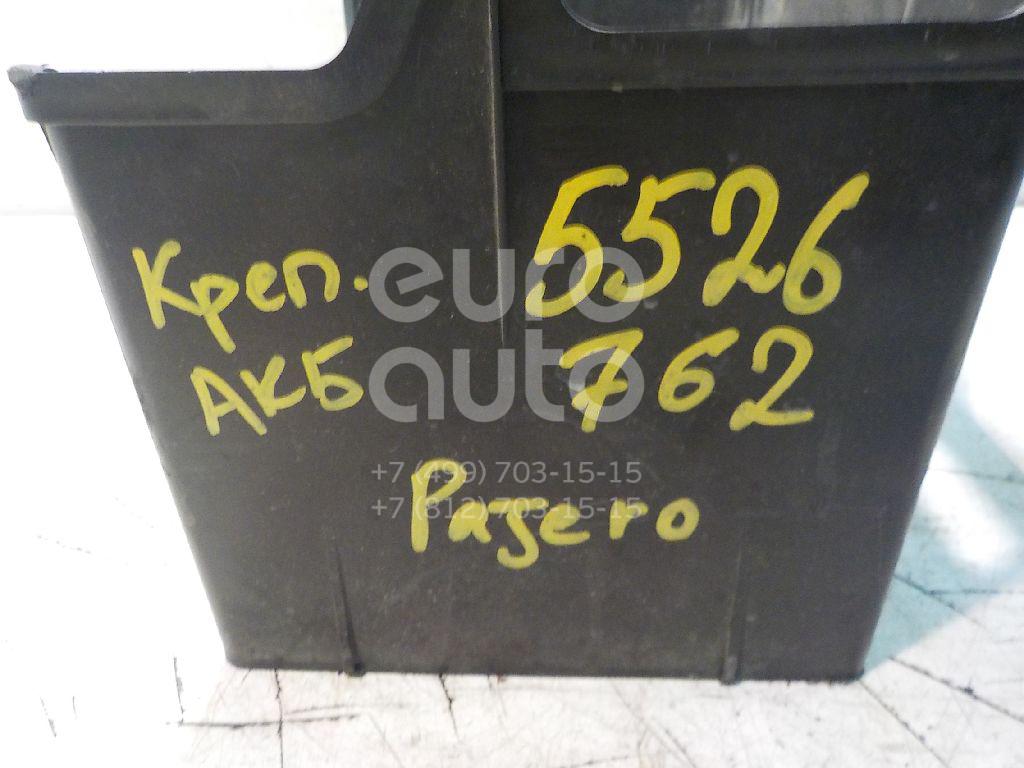 Креп. 5526
АКБ 762
Pajero
euro
auto
+7 (499) 703-15-15
+7 (812) 703-15-15